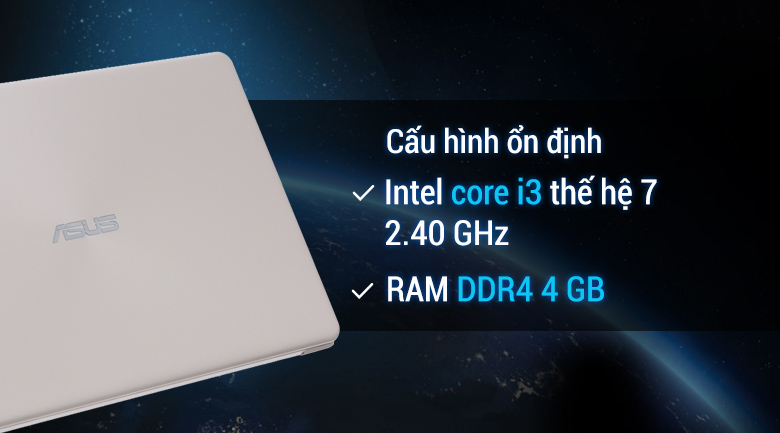 ASUS
Cấu hình ổn định
Intel core i3 thế hệ 7
2.40 GHz
RAM DDR4 4 GB